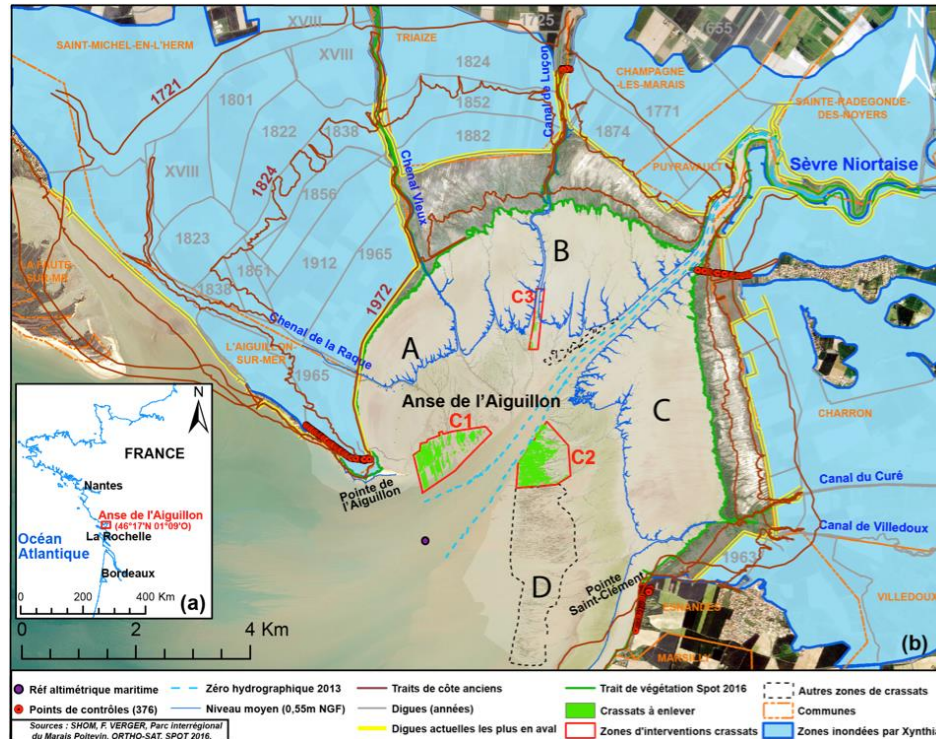 XVIII
1725
1655
N
SAINT-MICHEL-EN-L'HERM
TRIAIZE
XVIII
1824
CHAMPAGNE
-LES-MARAIS
1721
1801
1852
Canal de Luçon
1771
SAINTE-RADEGONDE-
DES-NOYERS
1822
1838
1882
1874
XVIII
PUYRAVAULT
Sèvre Niortaise
1824
1856
Chenal Vieux
1823
1965
B
LA FAUTE
SUR-MER
1851
1912
1838
1972
C3
Chenal de la Raque
A
L'AIGUILLON-
SUR-MER
1965
Anse de l'Aiguillon
C
CHARRON
N
C1
C2
FRANCE
Pointe de
l'Aiguillon
Canal du Curé
Nantes
Anse de l'Aiguillon
(46°17'N 01°09'O)
Océan
Atlantique
La Rochelle
Canal de Villedoux
D
1963
Bordeaux
Pointe
Saint-Clément
VILLEDOUX
0 200 400 Km
(a)
ESNANDES
MARSILLY
0 2 4 Km
(b)
Réf altimétrique maritime
Zéro hydrographique 2013
Traits de côte anciens
Trait de végétation Spot 2016
Autres zones de crassats
Points de contrôles (376)
Niveau moyen (0,55m NGF)
Digues (années)
Crassats à enlever
Communes
Digues actuelles les plus en aval
Zones d'interventions crassats
Zones inondées par Xynthia
Sources : SHOM, F. VERGER, Parc interrégional
du Marais Poitevin, ORTHO-SAT, SPOT 2016.